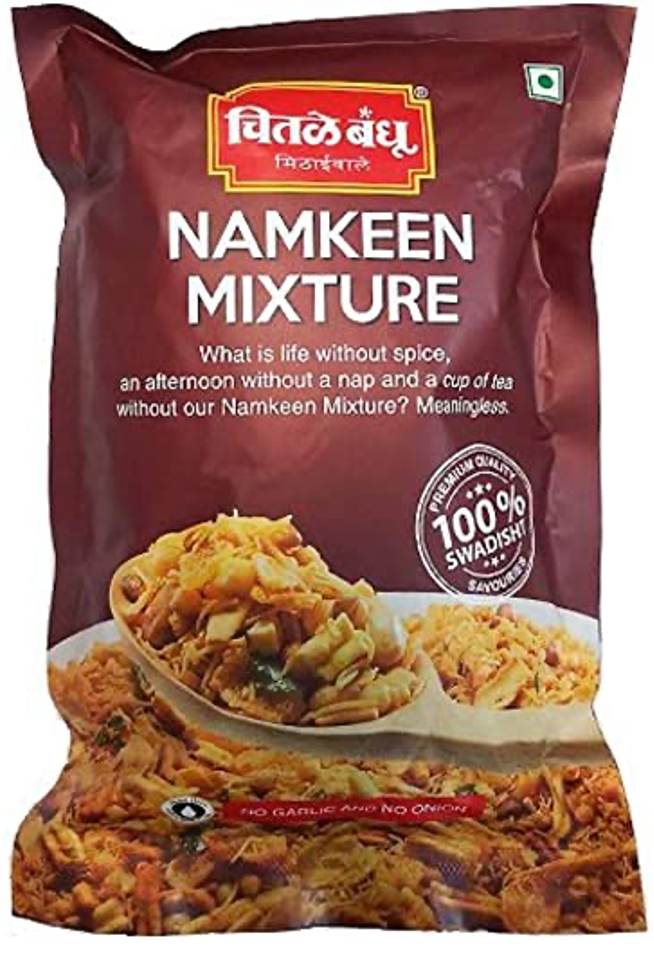 चितळे बंधू
®
मिठाईवाले
NAMKEEN
MIXTURE
What is life without spice,
an afternoon without a nap and a cup of tea
without our Namkeen Mixture? Meaningless.
PREMIUM QUALITY
100%
SWADISHT
SAVOURIES
NO GARLIC AND NO ONION